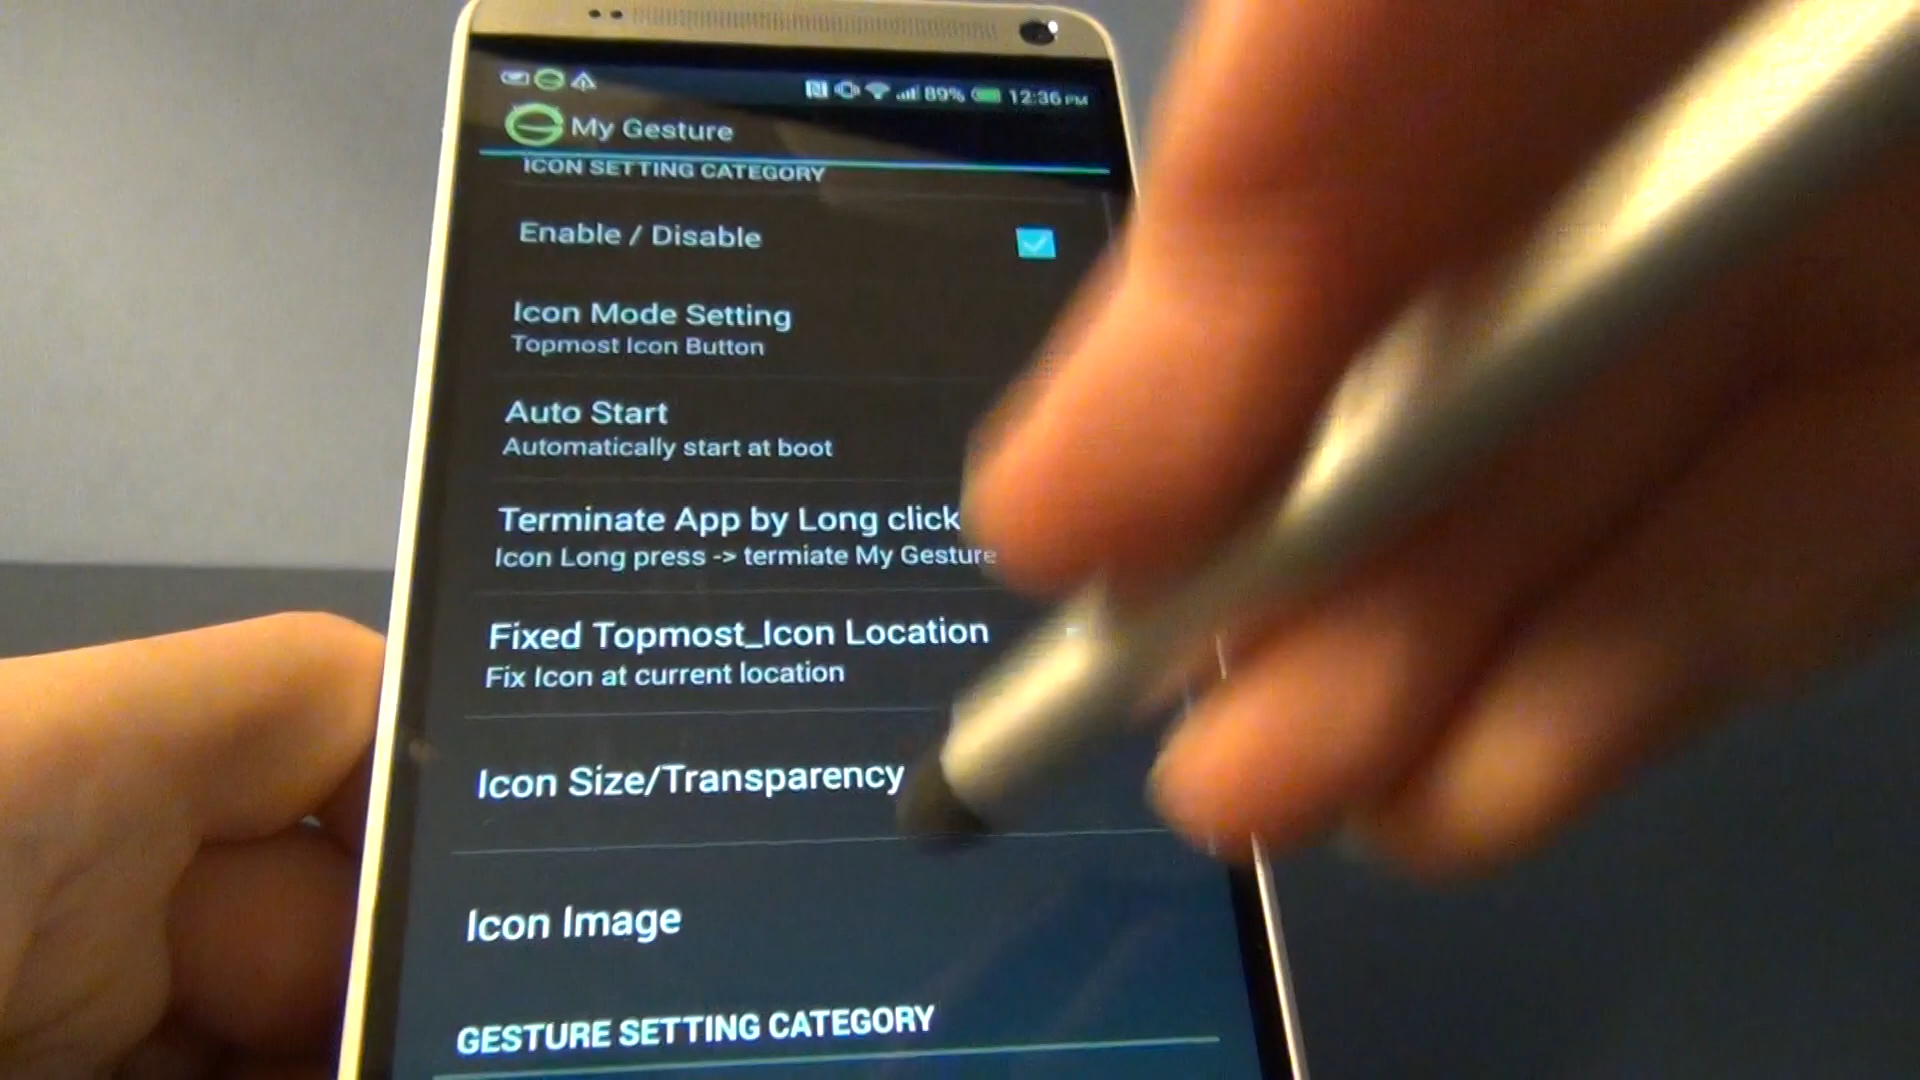 89% 12:36 PM
My Gesture
ICON SETTING CATEGORY
Enable / Disable
Icon Mode Setting
Topmost Icon Button
Auto Start
Automatically start at boot
Terminate App by Long click
Icon Long press -> termiate My Gesture
Fixed Topmost_Icon Location
Fix Icon at current location
Icon Size/Transparency
Icon Image
GESTURE SETTING CATEGORY